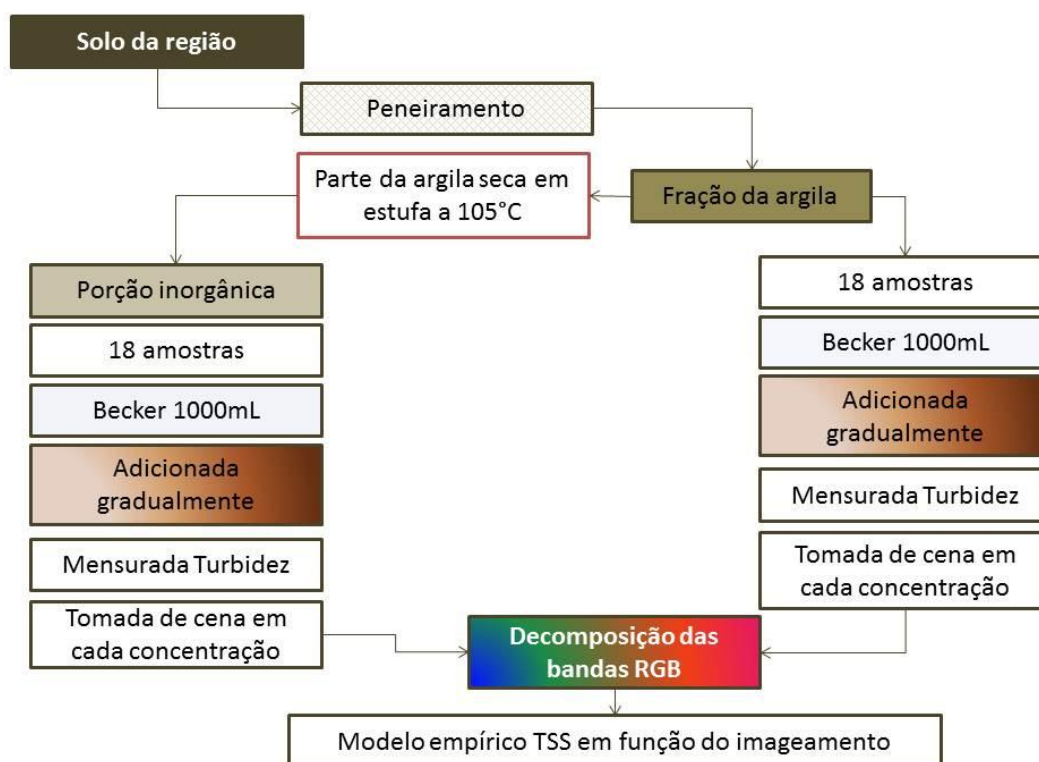 Solo da região
Peneiramento
Parte da argila seca em
estufa a 105°C
Fração da argila
Porção inorgânica
18 amostras
Becker 1000mL
Adicionada
gradualmente
Mensurada Turbidez
Tomada de cena em
cada concentração
18 amostras
Becker 1000mL
Adicionada
gradualmente
Mensurada Turbidez
Tomada de cena em
cada concentração
Decomposição das
bandas RGB
Modelo empírico TSS em função do imageamento